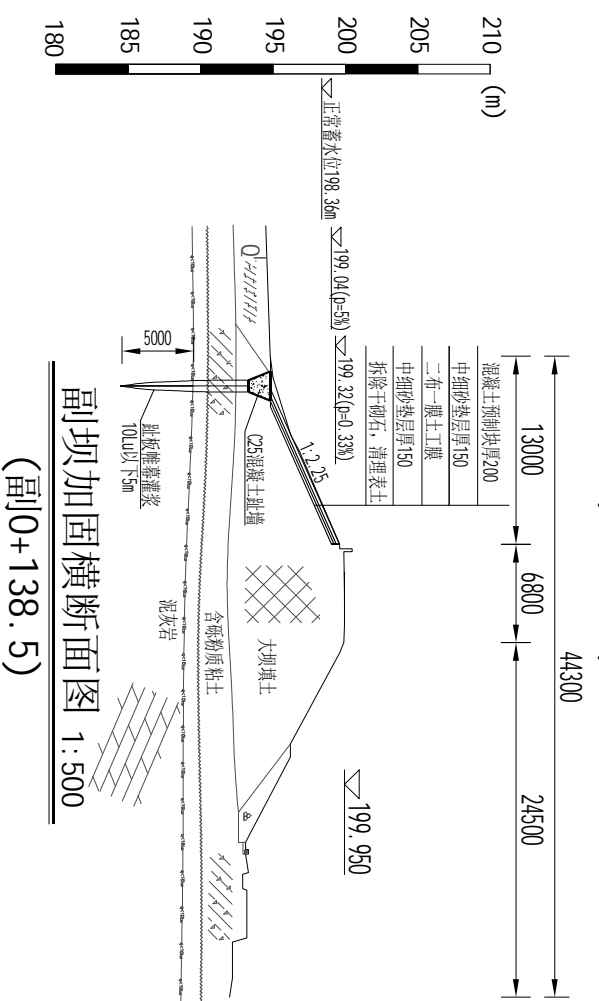 210 (m)
205
200
195
190
185
180
正常蓄水位198.36m
199.04(p=5%)
199.32(p=0.33%)
混凝土预制块厚200
中细砂垫层厚150
二布一膜土工膜
中细砂垫层厚150
拆除干砌石，清理表土
13000
6800
24500
44300
199.950
1:2.25
5000
C25混凝土趾墙
趾板帷幕灌浆
10Lu以下5m
大坝填土
含砾粉质粘土
泥灰岩
副坝加固横断面图 1:500
(副0+138.5)